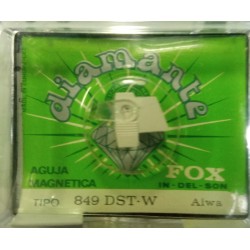 diamante
AGUJA
MAGNETICA
FOX
IN-DEL-SON
TIPO 849 DST-W Aiwa